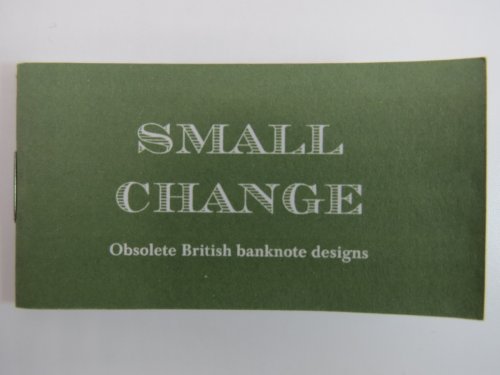 SMALL
CHANGE
Obsolete British banknote designs